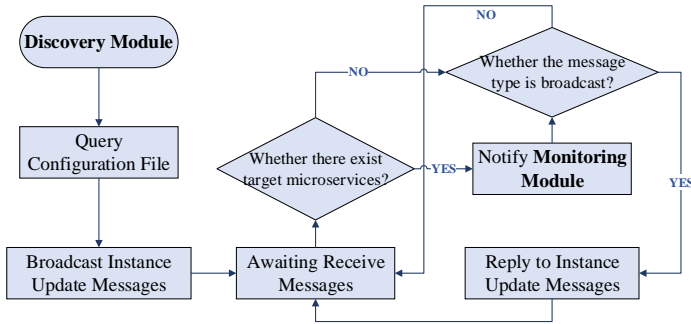 Discovery Module
Query
Configuration File
Broadcast Instance
Update Messages
Whether there exist
target microservices?
Awaiting Receive
Messages
NO
YES
NO
Whether the message
type is broadcast?
Notify Monitoring
Module
YES
Reply to Instance
Update Messages